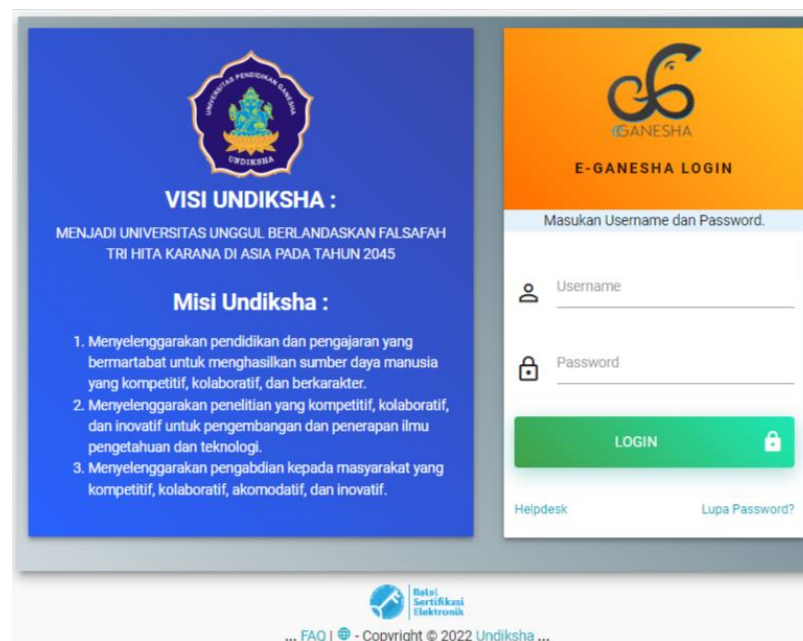 UNIVERSITAS PENDIDIKAN GANESHA
UNDIKSHA
VISI UNDIKSHA :
MENJADI UNIVERSITAS UNGGUL BERLANDASKAN FALSAFAH
TRI HITA KARANA DI ASIA PADA TAHUN 2045
Misi Undiksha :
1. Menyelenggarakan pendidikan dan pengajaran yang
bermartabat untuk menghasilkan sumber daya manusia
yang kompetitif, kolaboratif, dan berkarakter.
2. Menyelenggarakan penelitian yang kompetitif, kolaboratif,
dan inovatif untuk pengembangan dan penerapan ilmu
pengetahuan dan teknologi.
3. Menyelenggarakan pengabdian kepada masyarakat yang
kompetitif, kolaboratif, akomodatif, dan inovatif.
eGANESHA
E-GANESHA LOGIN
Masukan Username dan Password.
Username
Password
LOGIN
Helpdesk
Lupa Password?
Balai
Sertifikasi
Elektronik
... FAQ | - Copyright © 2022 Undiksha ...